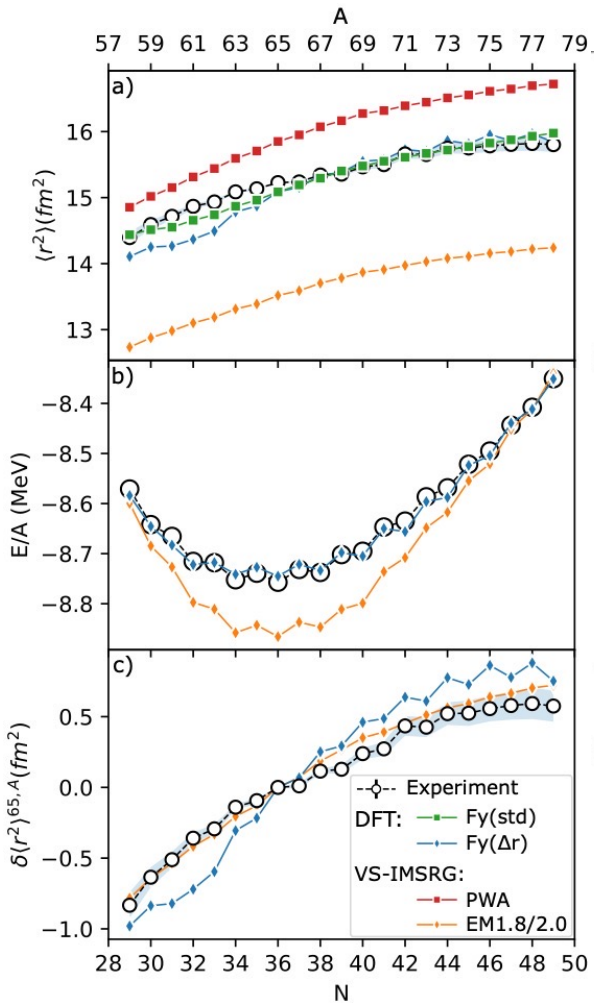 A
57 59 61 63 65 67 69 71 73 75 77 79
a)
16
15
14
13
⟨r²⟩(fm²)
b)
−8.4
−8.5
−8.6
−8.7
−8.8
E/A (MeV)
c)
0.5
0.0
−0.5
−1.0
δ⟨r²⟩⁶⁵,ᴬ(fm²)
Experiment
DFT: Fy(std)
Fy(Δr)
VS-IMSRG:
PWA
EM1.8/2.0
28 30 32 34 36 38 40 42 44 46 48 50
N